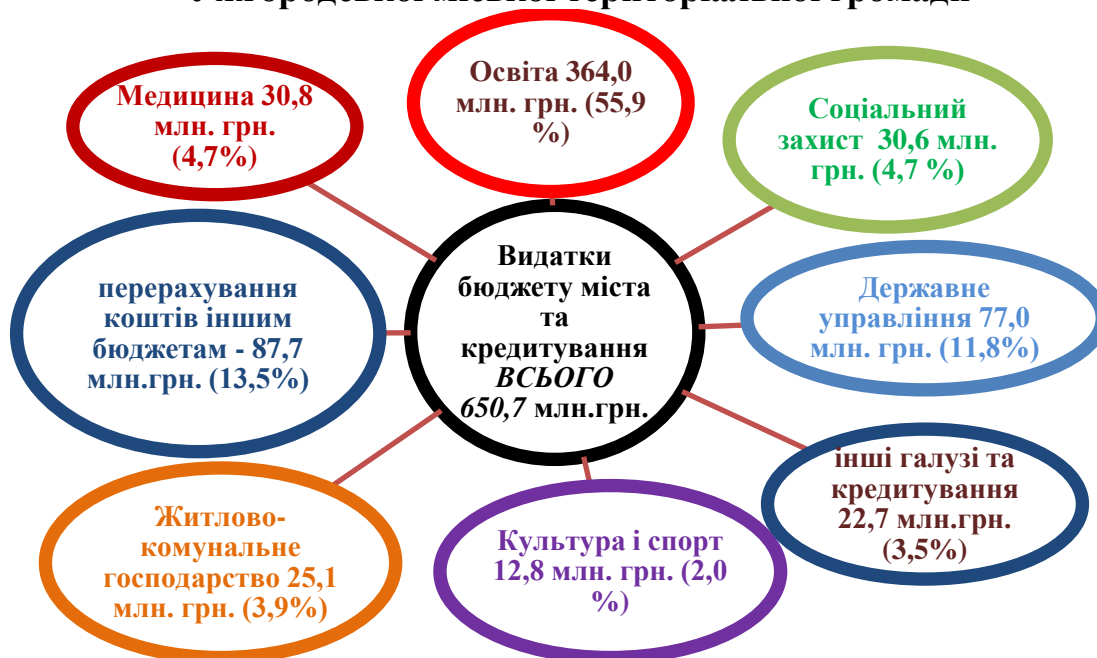 міської територіальної громади
Медицина 30,8
млн. грн.
(4,7%)
Освіта 364,0
млн. грн. (55,9
%)
Соціальний
захист 30,6 млн.
грн. (4,7 %)
перерахування
коштів іншим
бюджетам - 87,7
млн.грн. (13,5%)
Видатки
бюджету міста
та
кредитування
ВСЬОГО
650,7 млн.грн.
Державне
управління 77,0
млн. грн. (11,8%)
Житлово-
комунальне
господарство 25,1
млн. грн. (3,9%)
Культура і спорт
12,8 млн. грн. (2,0
%)
інші галузі та
кредитування
22,7 млн.грн.
(3,5%)